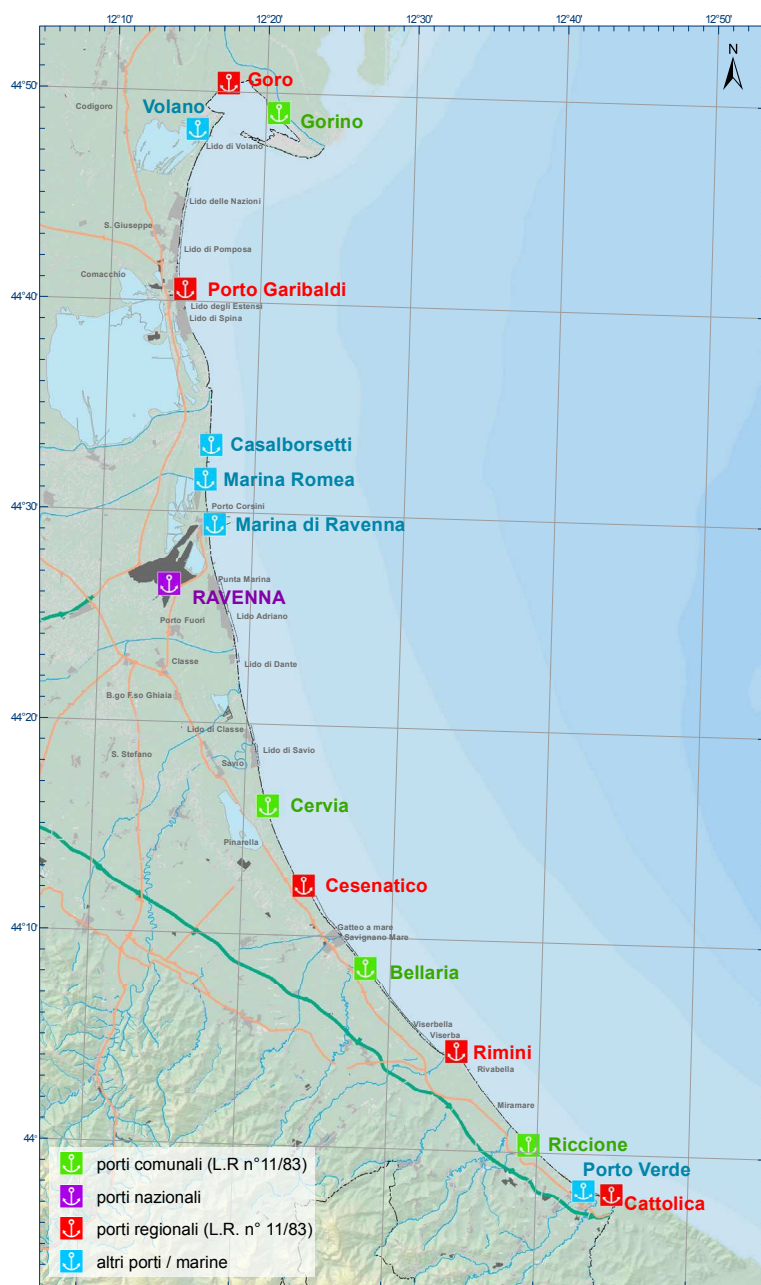 12°10'
12°20'
12°30'
12°40'
12°50'
N
44°50'
Goro
Codigoro
Volano
Gorino
Lido di Volano
Lido delle Nazioni
S. Giuseppe
Lido di Pomposa
Comacchio
44°40'
Porto Garibaldi
Lido degli Estensi
Lido di Spina
Casalborsetti
Marina Romea
44°30'
Porto Corsini
Marina di Ravenna
Punta Marina
RAVENNA
Porto Fuori
Lido Adriano
Classe
Lido di Dante
B.go F.so Ghiaia
44°20'
Lido di Classe
S. Stefano
Lido di Savio
Savio
Cervia
Pinarella
Cesenatico
44°10'
Gatteo a mare
Savignano Mare
Bellaria
Viserbella
Viserba
Rimini
Rivabella
Miramare
44°
Riccione
Porto Verde
Cattolica
porti comunali (L.R n°11/83)
porti nazionali
porti regionali (L.R. n° 11/83)
altri porti / marine